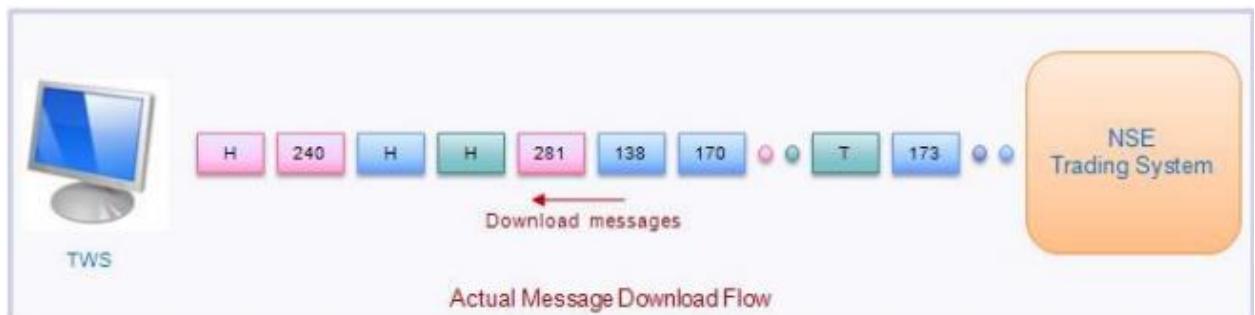 H 240 H H 281 138 170 T 173
NSE
Trading System
Download messages
TWS
Actual Message Download Flow